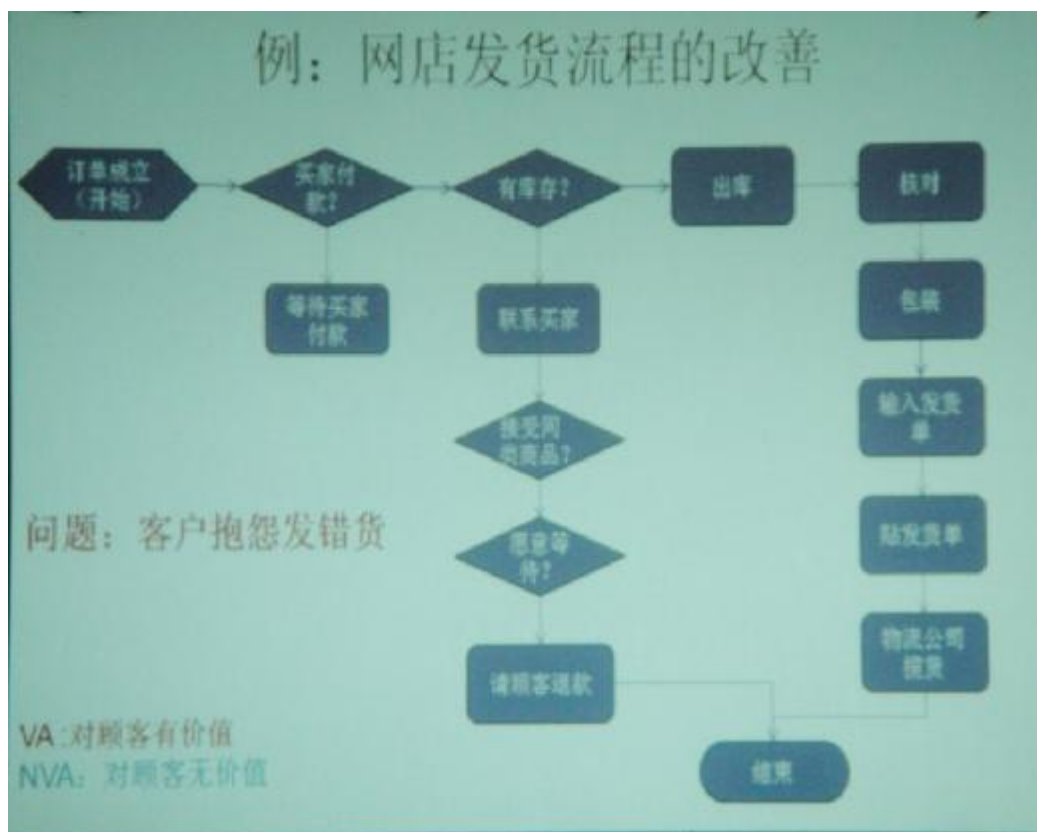 例：网店发货流程的改善
订单成立
（开始）
买家付
款？
有库存？
出库
核对
等待买家
付款
联系买家
包装
接受同
类商品？
输入发货
单
问题：客户抱怨发错货
愿意等
待？
贴发货单
请顾客退款
物流公司
揽货
VA:对顾客有价值
NVA：对顾客无价值
结束